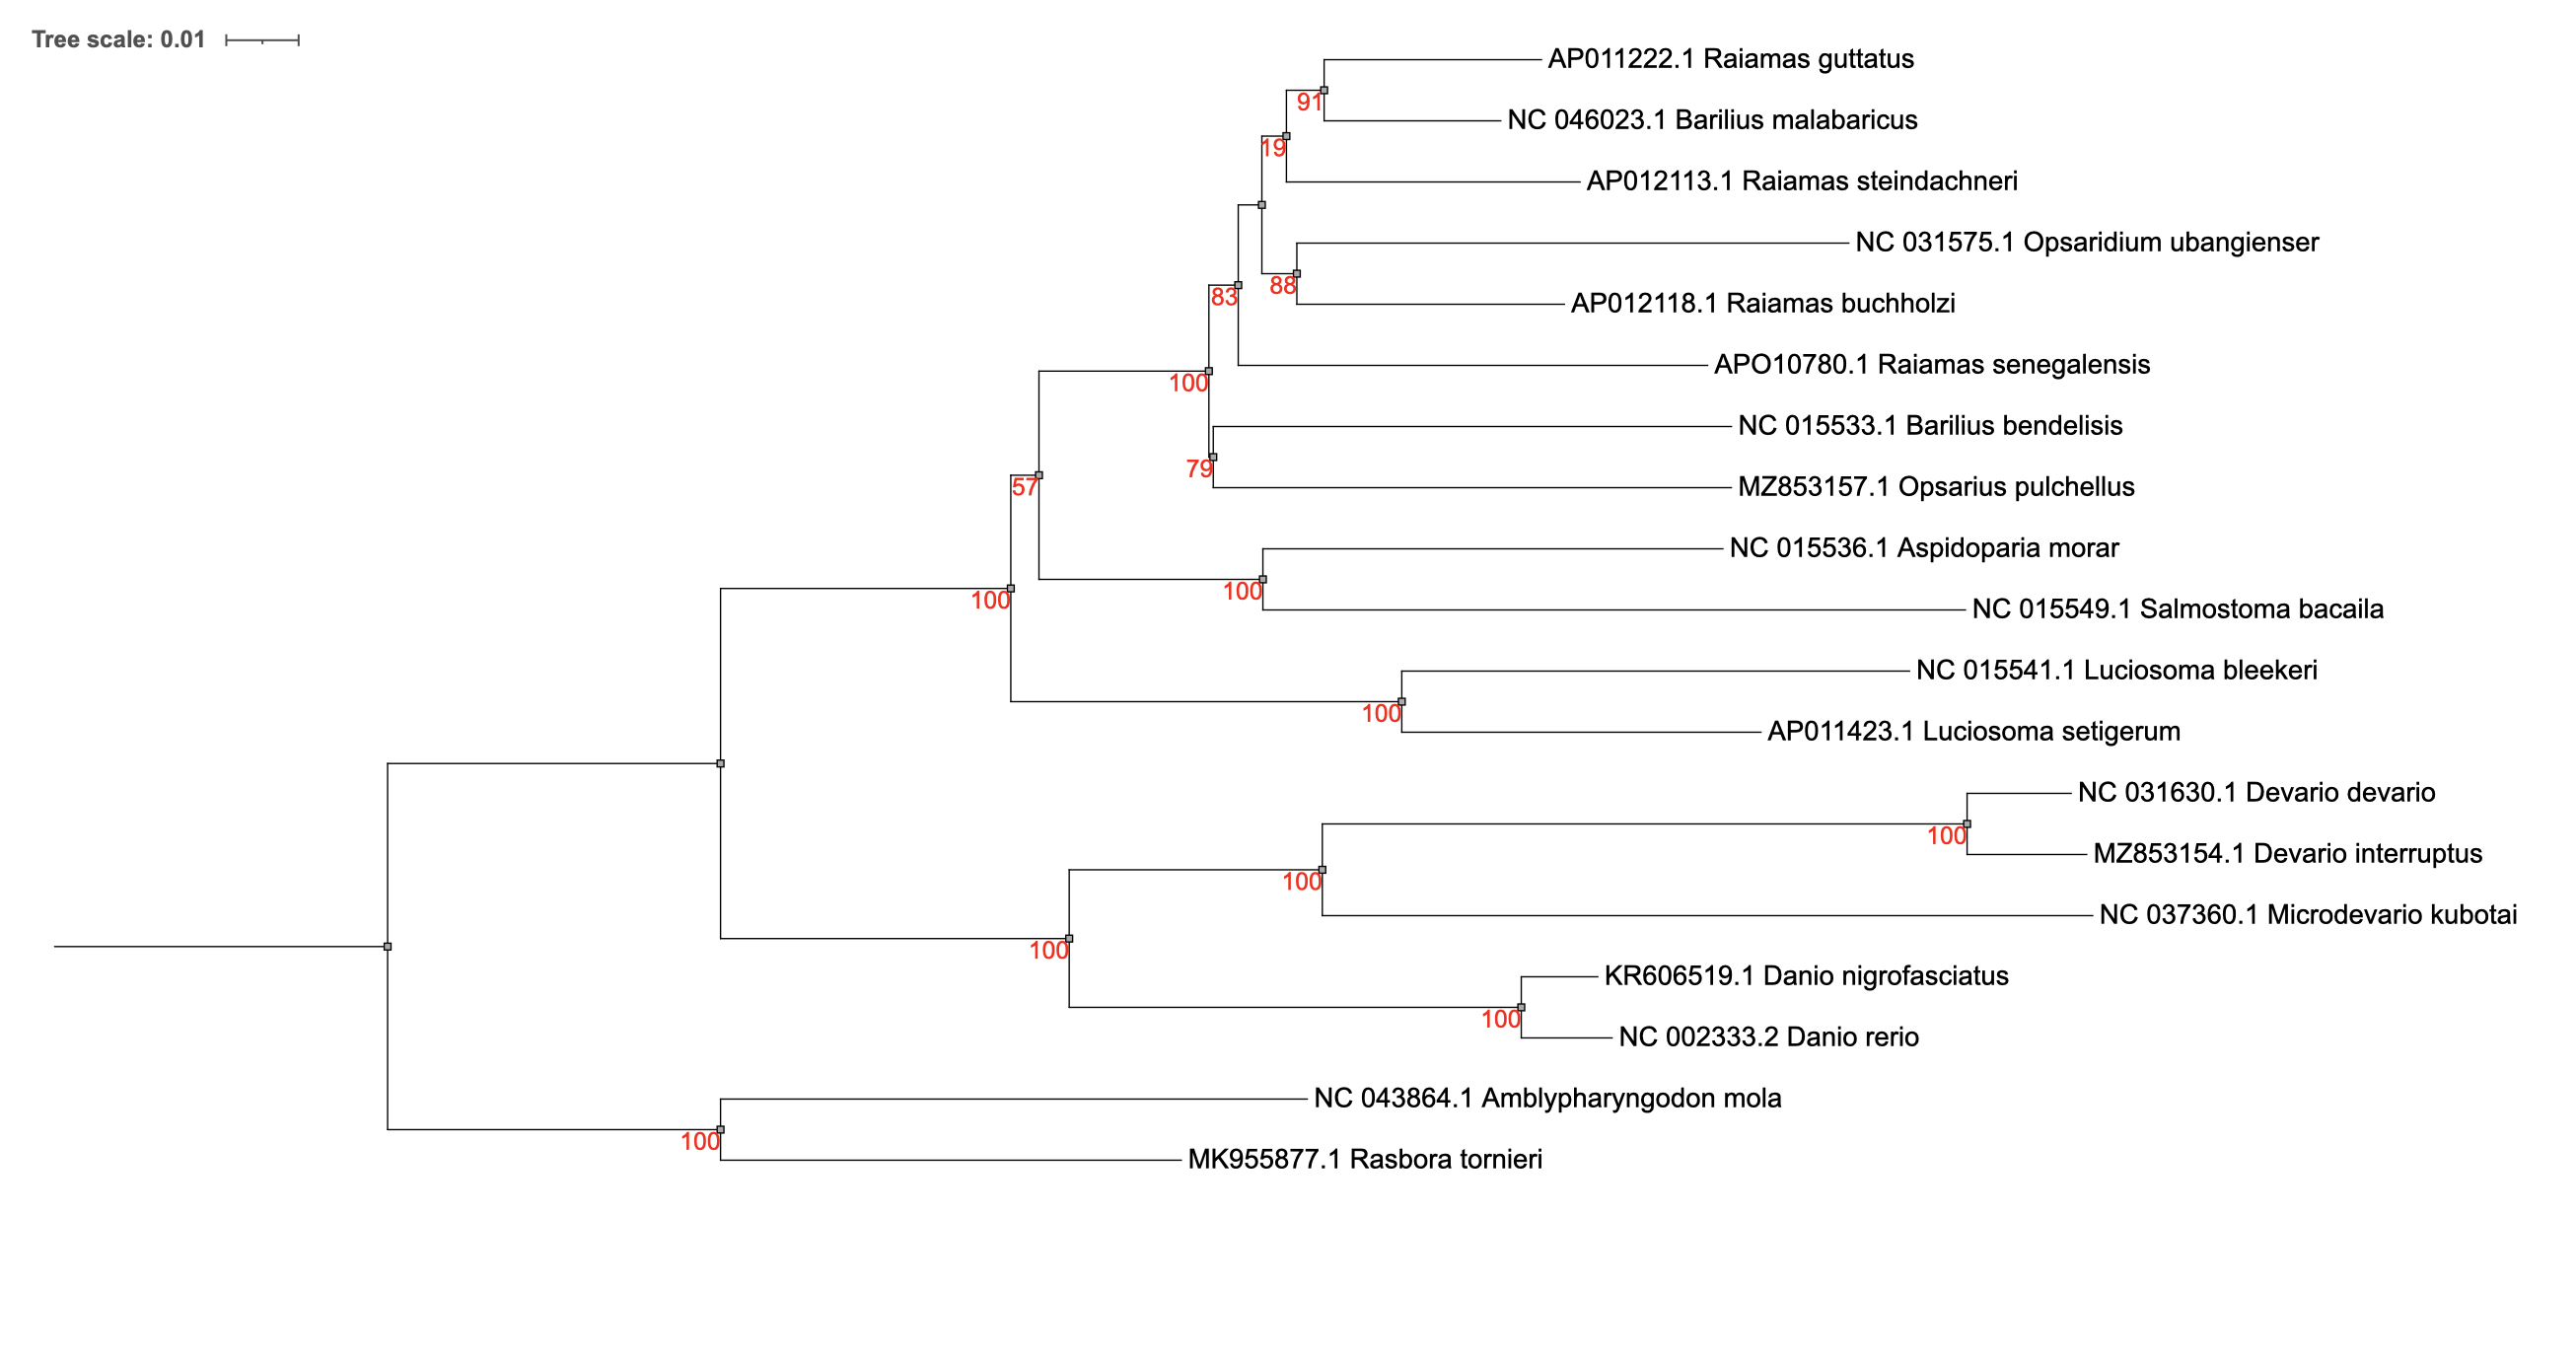 Tree scale: 0.01
AP011222.1 Raiamas guttatus
91
NC 046023.1 Barilius malabaricus
19
AP012113.1 Raiamas steindachneri
NC 031575.1 Opsaridium ubangienser
88
83
AP012118.1 Raiamas buchholzi
APO10780.1 Raiamas senegalensis
100
NC 015533.1 Barilius bendelisis
79
57
MZ853157.1 Opsarius pulchellus
NC 015536.1 Aspidoparia morar
100
100
NC 015549.1 Salmostoma bacaila
NC 015541.1 Luciosoma bleekeri
100
AP011423.1 Luciosoma setigerum
NC 031630.1 Devario devario
100
MZ853154.1 Devario interruptus
100
NC 037360.1 Microdevario kubotai
100
KR606519.1 Danio nigrofasciatus
100
NC 002333.2 Danio rerio
NC 043864.1 Amblypharyngodon mola
100
MK955877.1 Rasbora tornieri